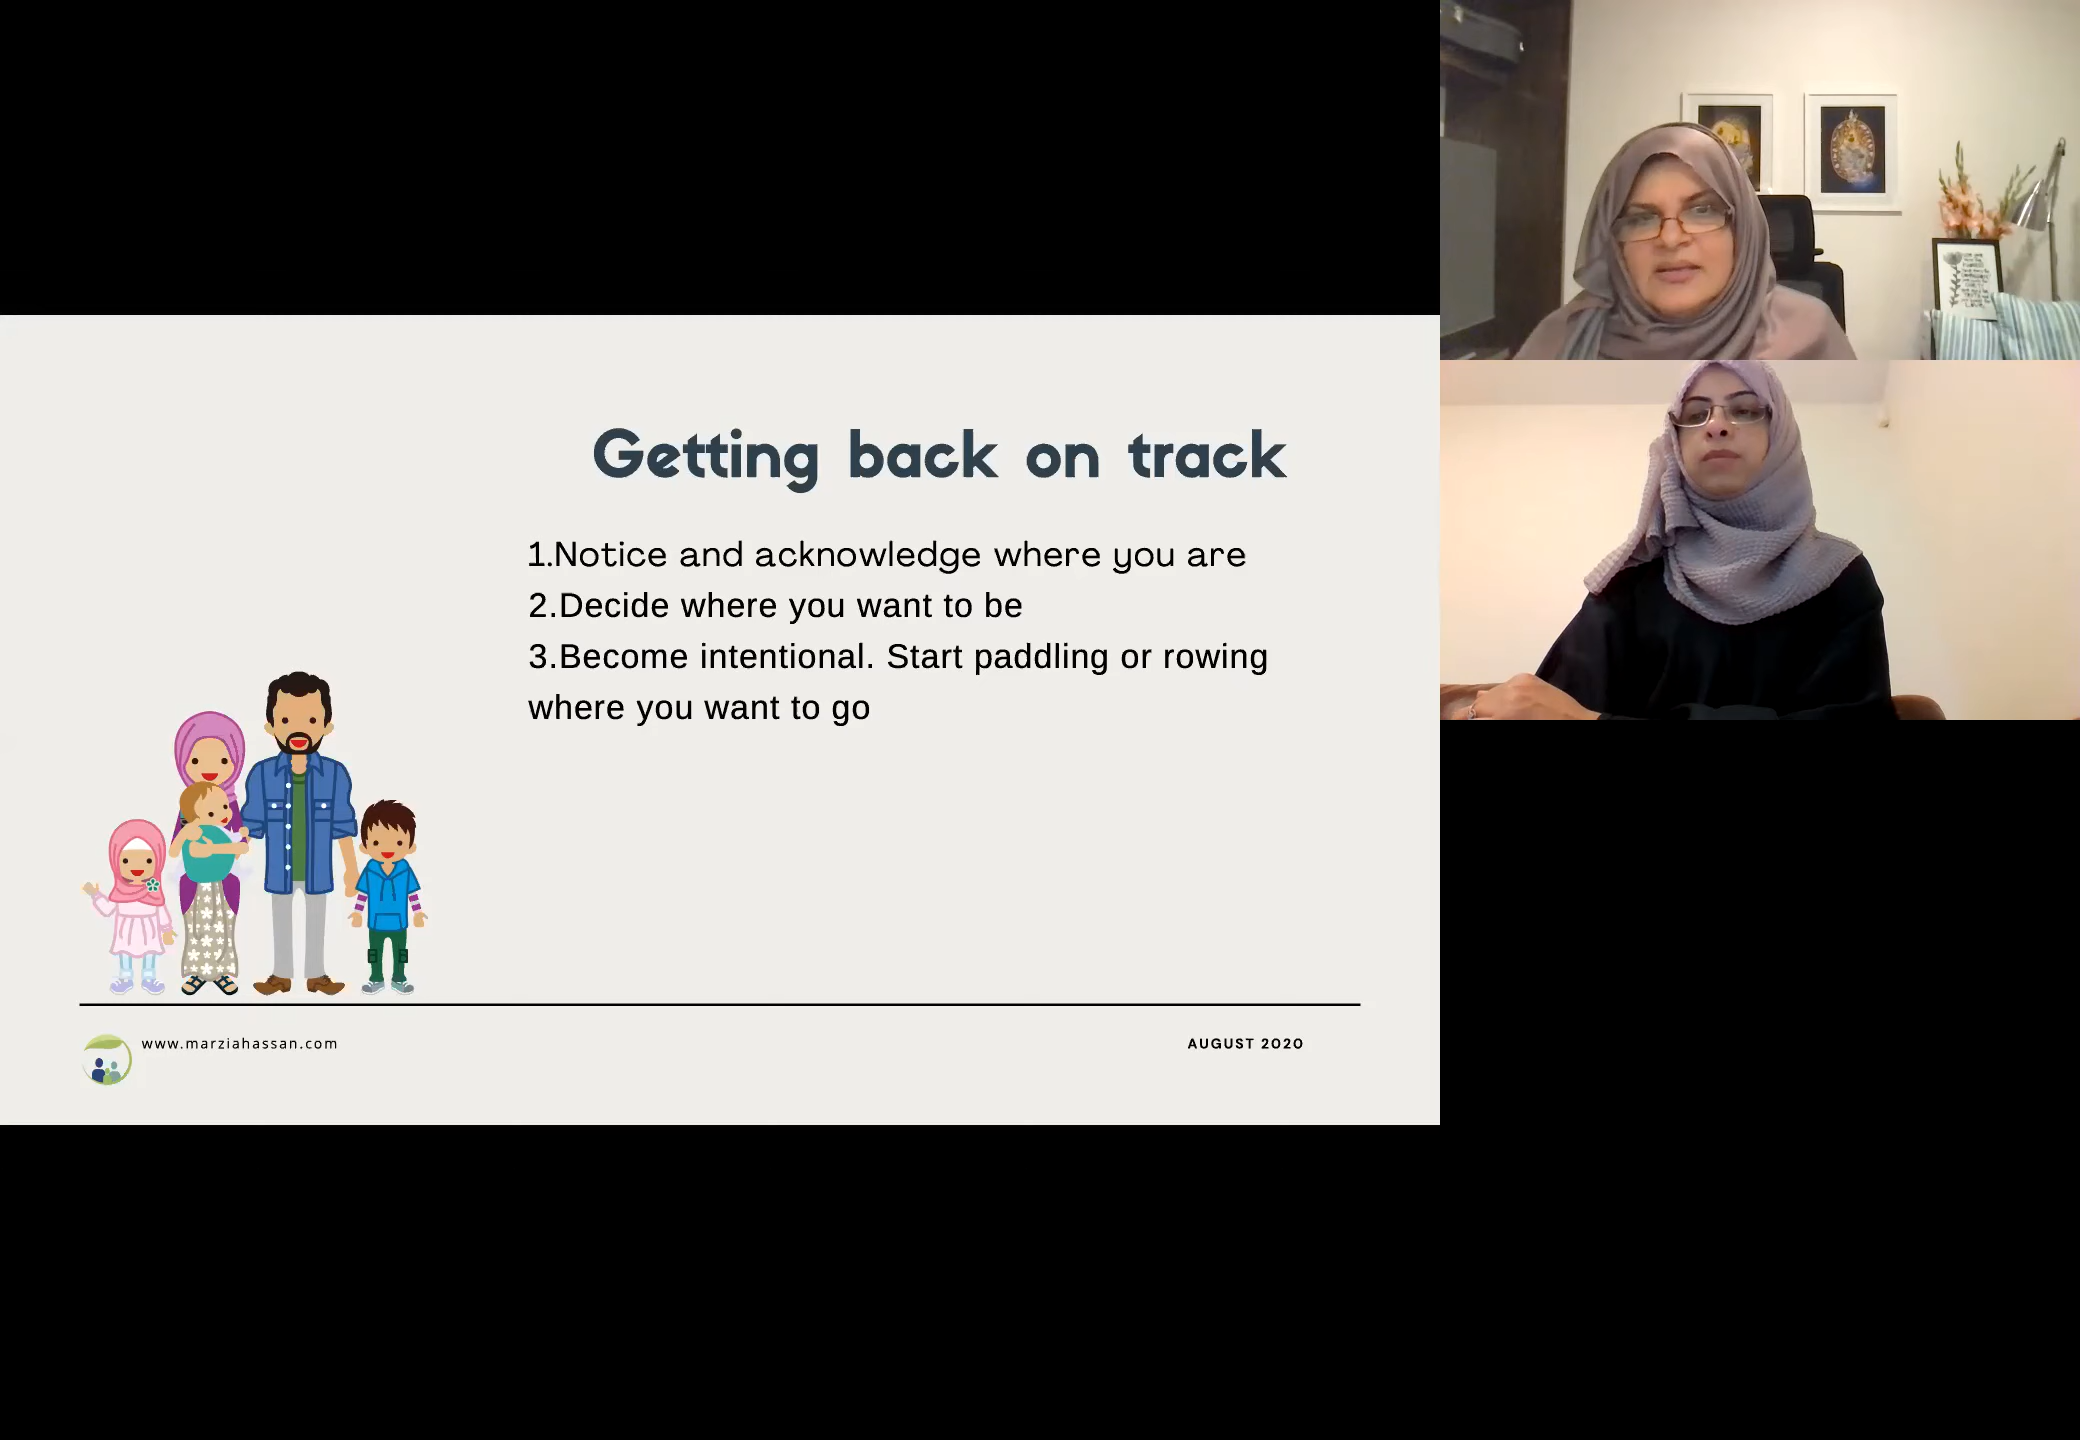 Getting back on track
1.Notice and acknowledge where you are
2.Decide where you want to be
3.Become intentional. Start paddling or rowing
where you want to go
www.marziahassan.com
AUGUST 2020